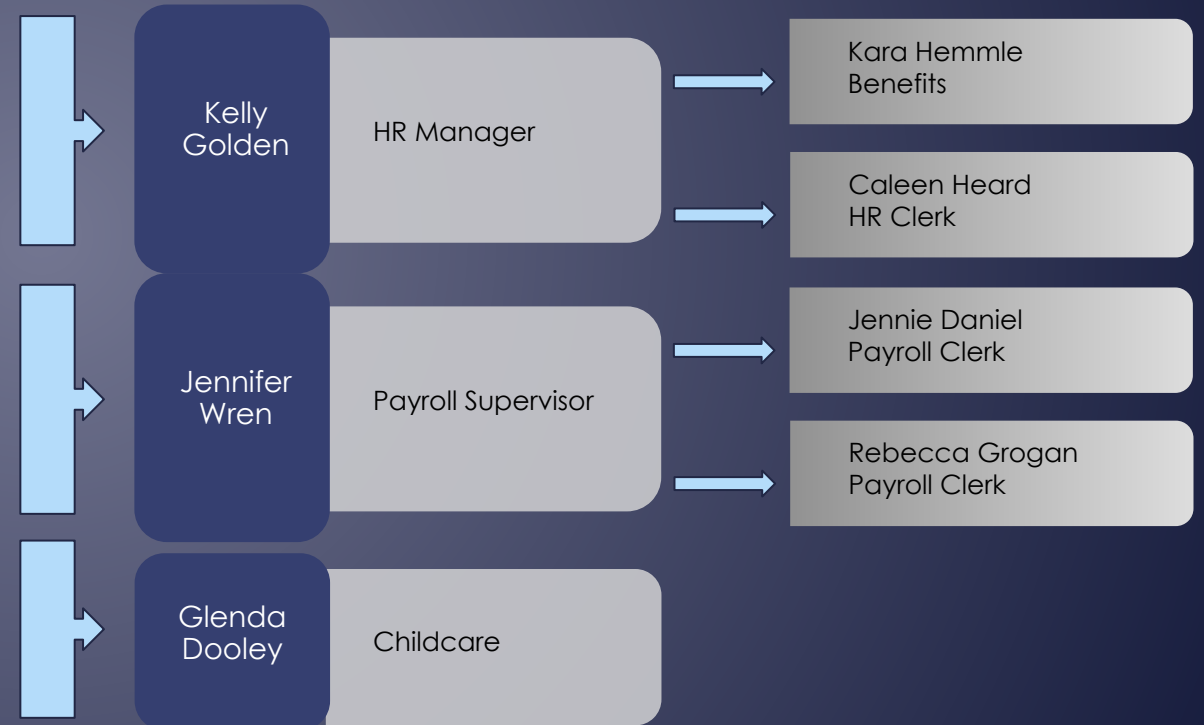 Kelly
Golden
HR Manager
Kara Hemmle
Benefits
Caleen Heard
HR Clerk
Jennifer
Wren
Payroll Supervisor
Jennie Daniel
Payroll Clerk
Rebecca Grogan
Payroll Clerk
Glenda
Dooley
Childcare